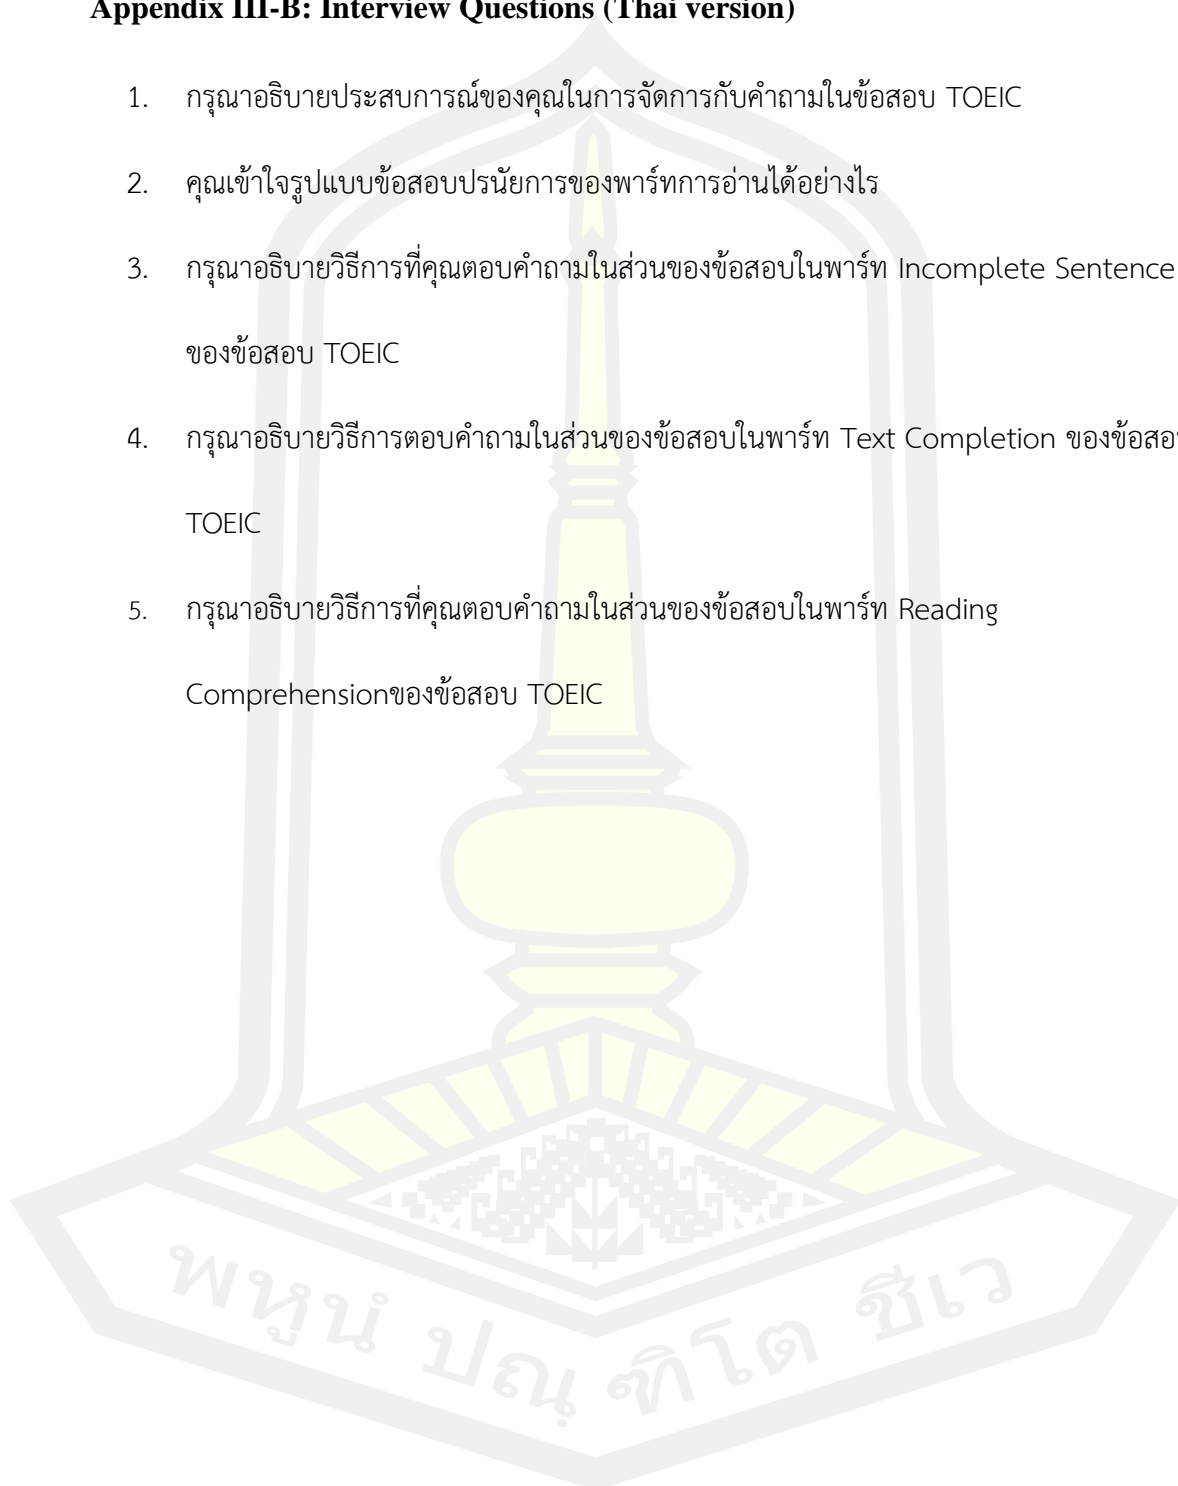 Appendix III-B: Interview Questions (Thai version)
1. กรุณาอธิบายประสบการณ์ของคุณในการจัดการกับคำถามในข้อสอบ TOEIC
2. คุณเข้าใจรูปแบบข้อสอบปรนัยการของพาร์ทการอ่านได้อย่างไร
3. กรุณาอธิบายวิธีการที่คุณตอบคำถามในส่วนของข้อสอบในพาร์ท Incomplete Sentence
ของข้อสอบ TOEIC
4. กรุณาอธิบายวิธีการตอบคำถามในส่วนของข้อสอบในพาร์ท Text Completion ของข้อสอบ
TOEIC
5. กรุณาอธิบายวิธีการที่คุณตอบคำถามในส่วนของข้อสอบในพาร์ท Reading
Comprehensionของข้อสอบ TOEIC
พหูนํ ปณฺฑิโต ชีเว